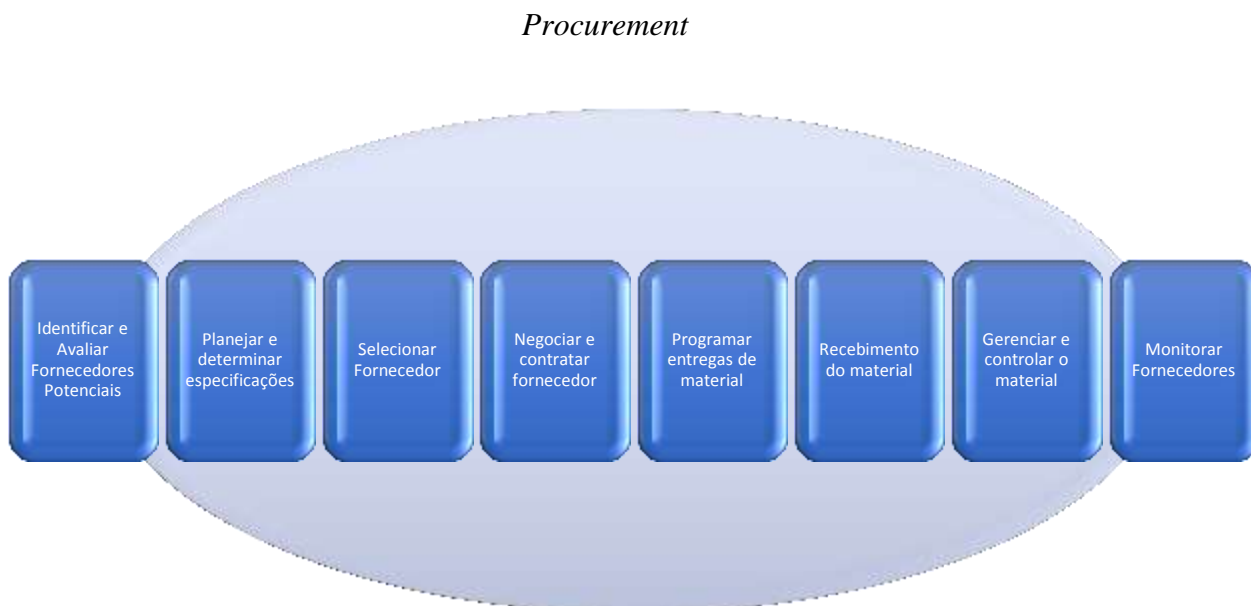 Procurement
Identificar e
Avaliar
Fornecedores
Potenciais
Planejar e
determinar
especificações
Selecionar
Fornecedor
Negociar e
contratar
fornecedor
Programar
entregas de
material
Recebimento
do material
Gerenciar e
controlar o
material
Monitorar
Fornecedores